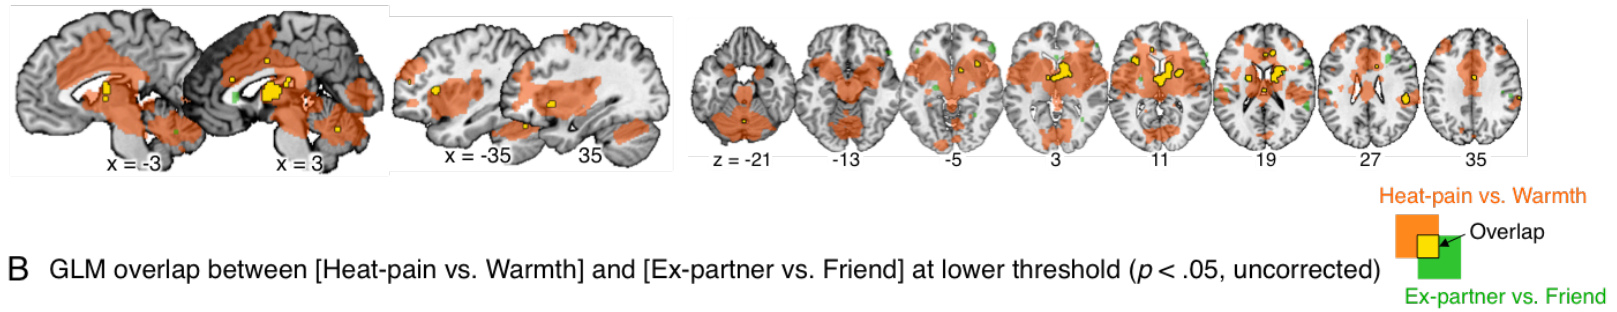 x = -3
x = 3
x = -35
35
z = -21
-13
-5
3
11
19
27
35
Heat-pain vs. Warmth
Overlap
B GLM overlap between [Heat-pain vs. Warmth] and [Ex-partner vs. Friend] at lower threshold (p < .05, uncorrected)
Ex-partner vs. Friend